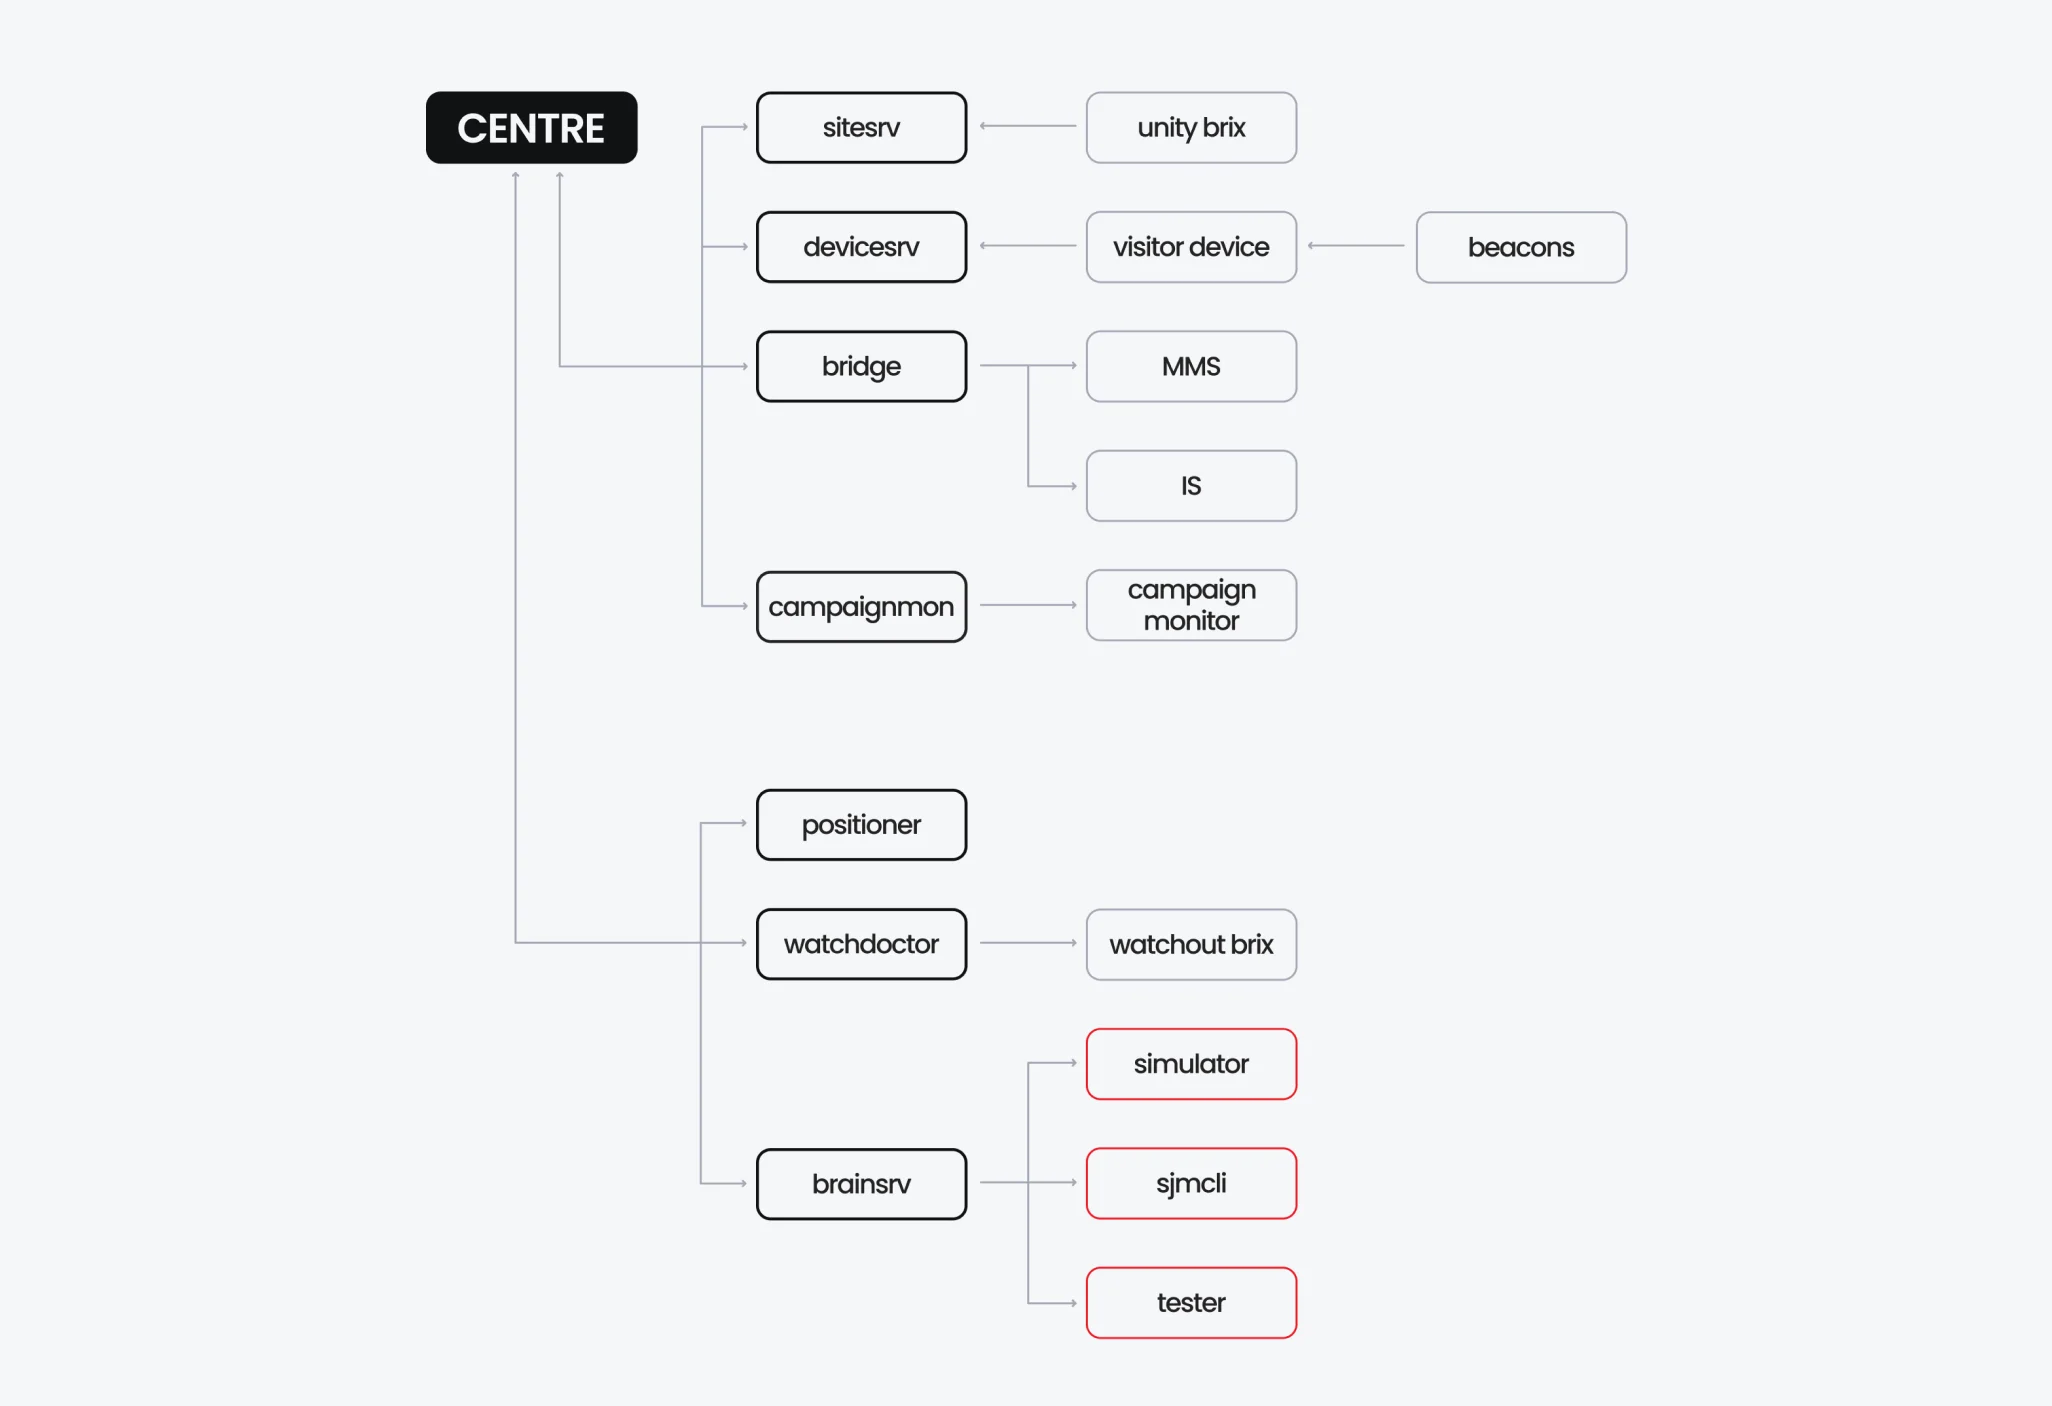 CENTRE
sitesrv
unity brix
devicesrv
visitor device
beacons
bridge
MMS
IS
campaignmon
campaign
monitor
positioner
watchdoctor
watchout brix
simulator
brainsrv
sjmcli
tester